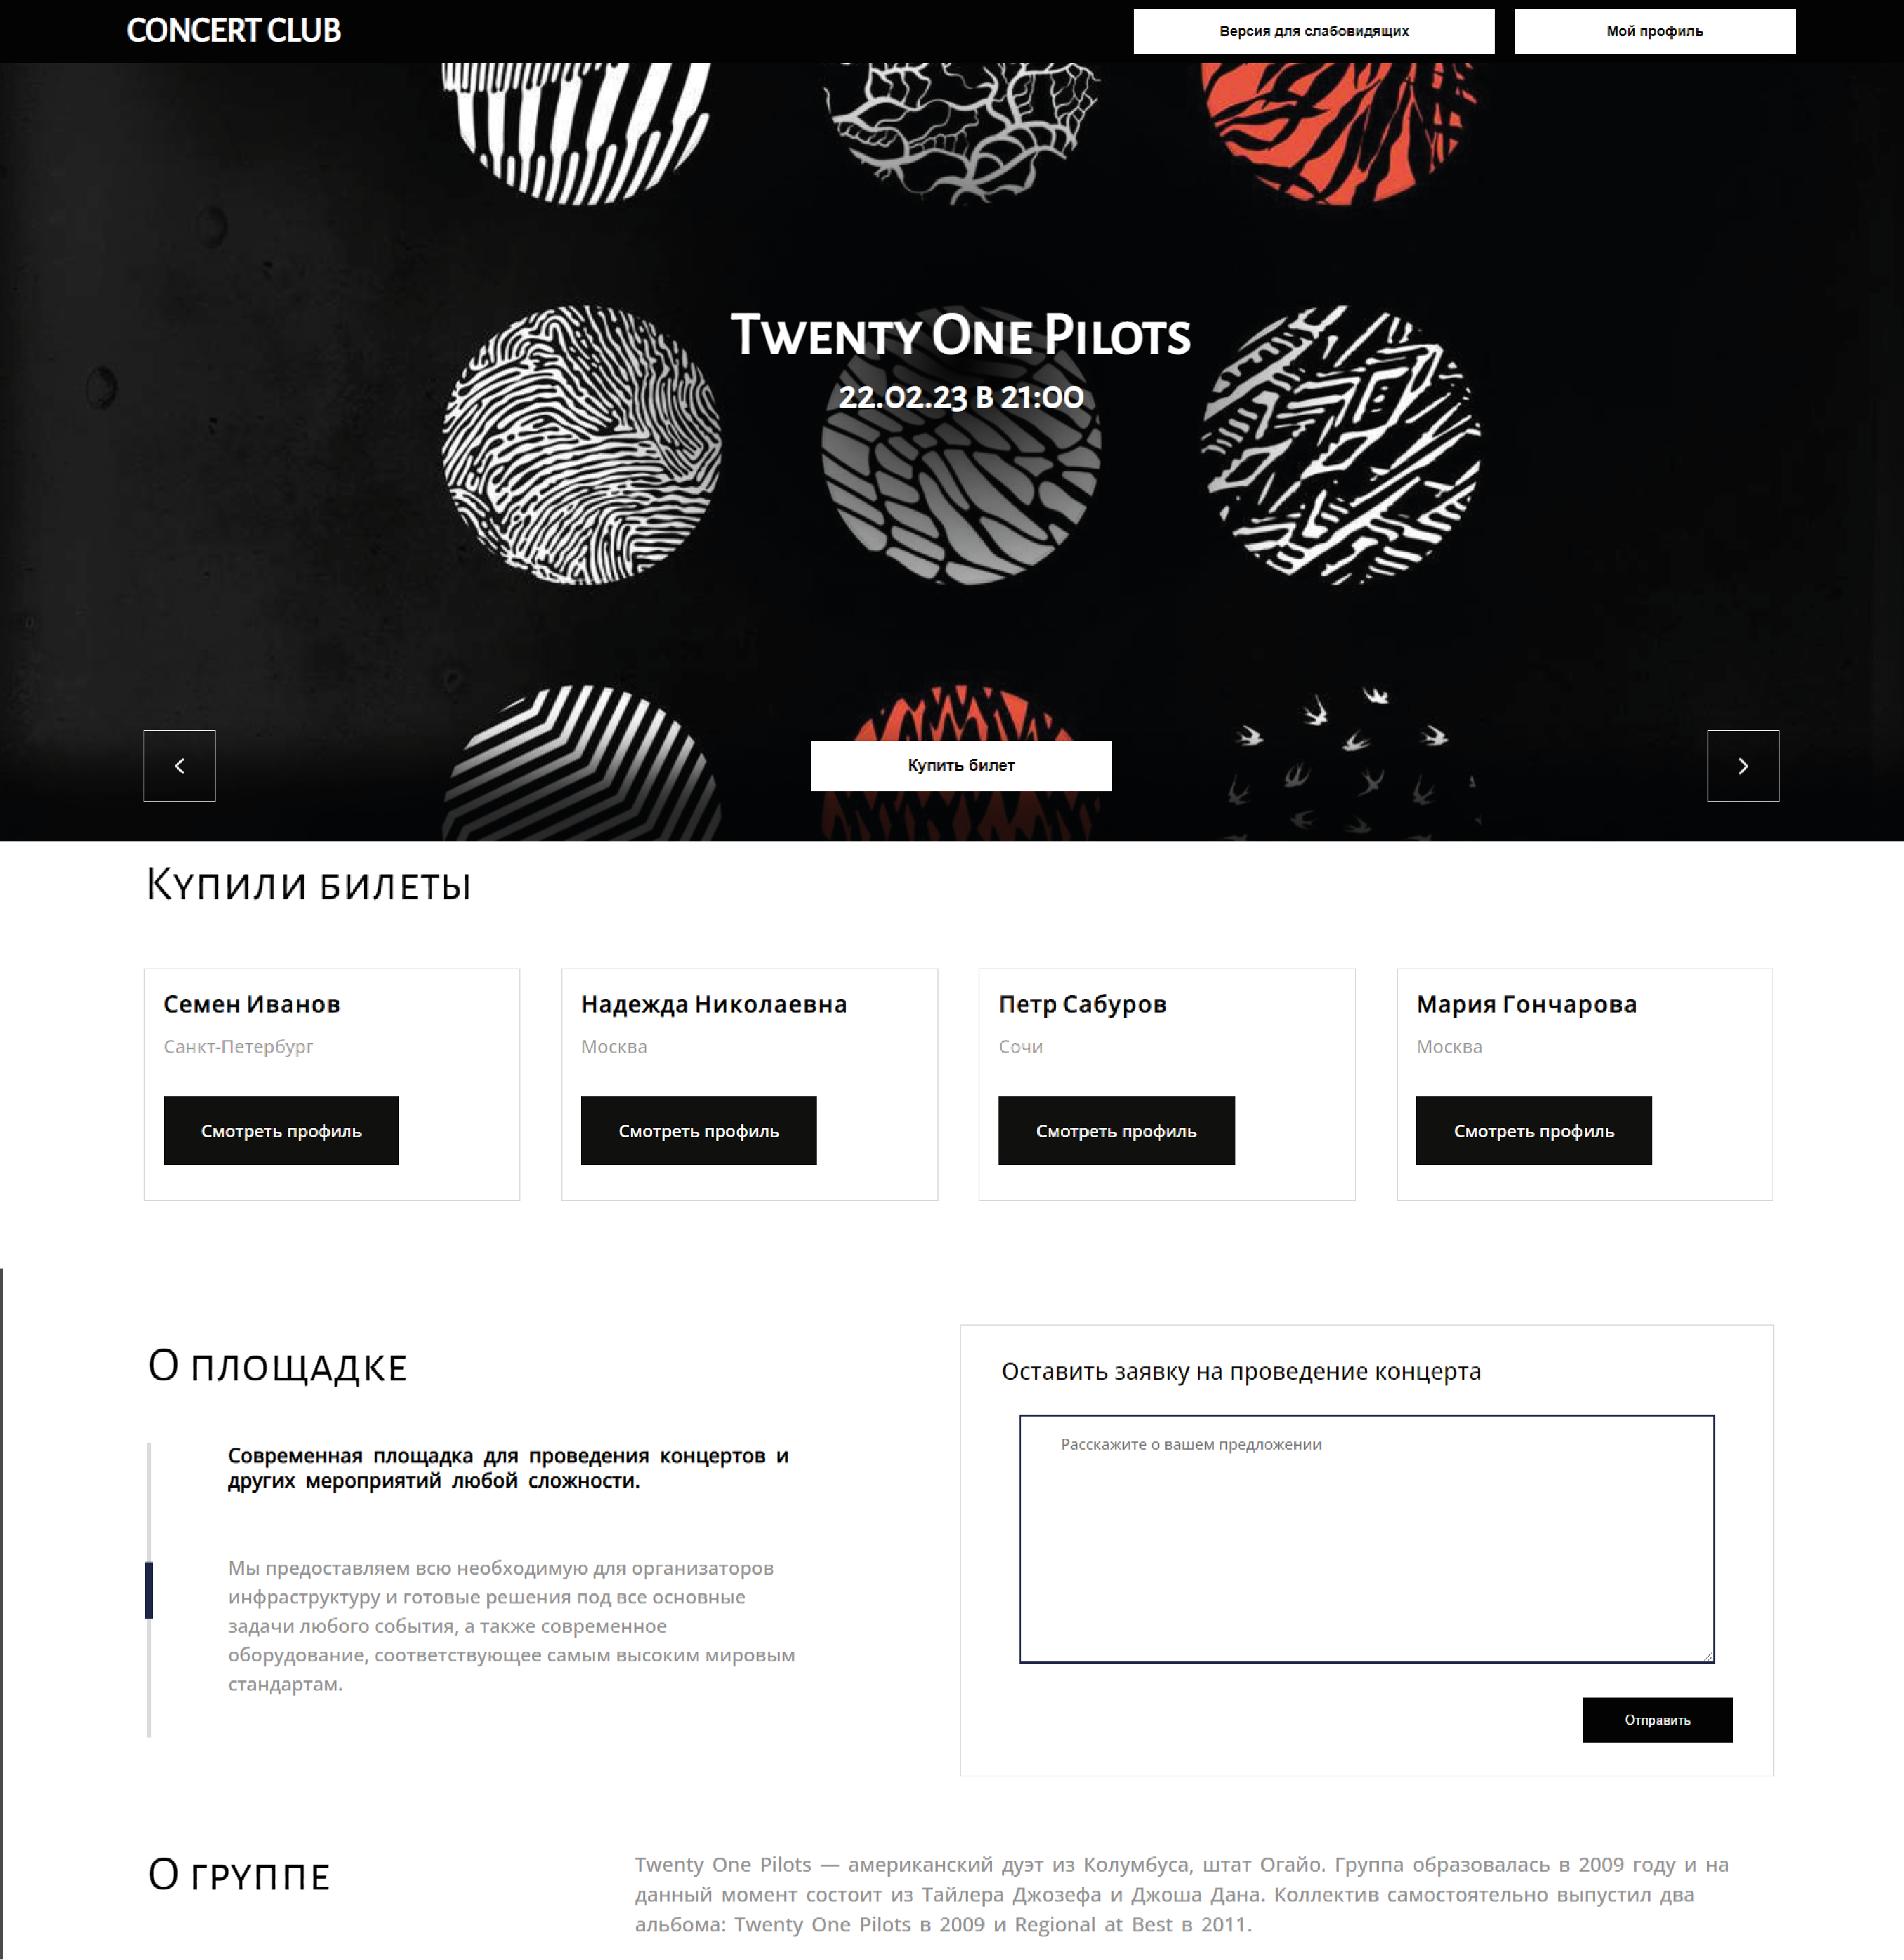 CONCERT CLUB
Версия для слабовидящих
Мой профиль
Twenty One Pilots
22.02.23 в 21:00
Купить билет
Купили билеты
Семен Иванов
Санкт-Петербург
Смотреть профиль
Надежда Николаевна
Москва
Смотреть профиль
Петр Сабуров
Сочи
Смотреть профиль
Мария Гончарова
Москва
Смотреть профиль
О площадке
Современная площадка для проведения концертов и
других мероприятий любой сложности.
Мы предоставляем всю необходимую для организаторов
инфраструктуру и готовые решения под все основные
задачи любого события, а также современное
оборудование, соответствующее самым высоким мировым
стандартам.
Оставить заявку на проведение концерта
Расскажите о вашем предложении
Отправить
О группе
Twenty One Pilots — американский дуэт из Колумбуса, штат Огайо. Группа образовалась в 2009 году и на
данный момент состоит из Тайлера Джозефа и Джоша Дана. Коллектив самостоятельно выпустил два
альбома: Twenty One Pilots в 2009 и Regional at Best в 2011.